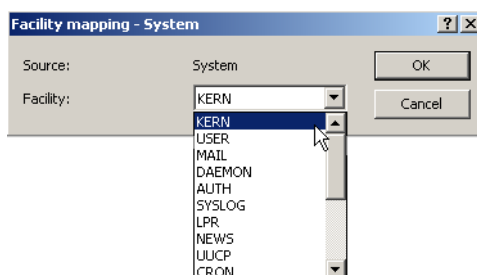 Facility mapping - System
Source: System OK
Facility: KERN Cancel
KERN
USER
MAIL
DAEMON
AUTH
SYSLOG
LPR
NEWS
UUCP
CRON